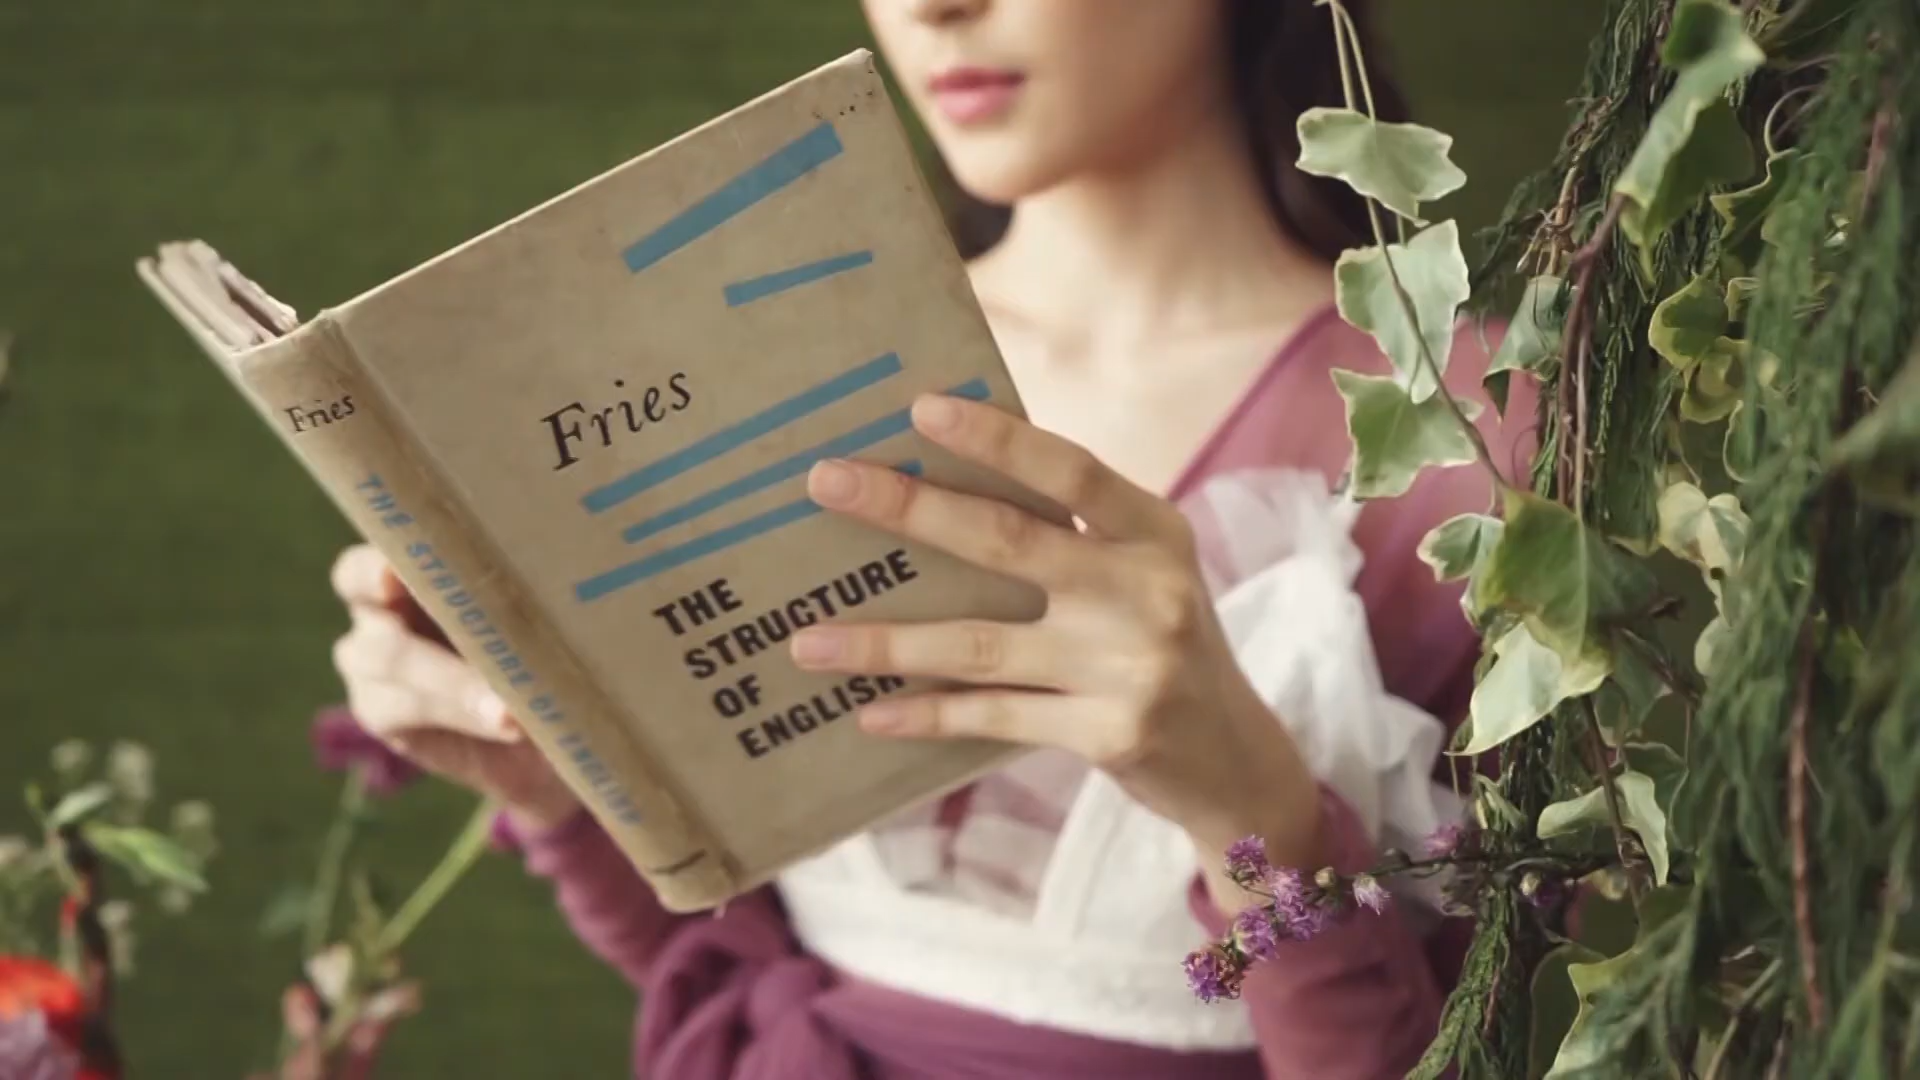 Fries
THE STRUCTURE OF ENGLISH
Fries
THE
STRUCTURE
OF
ENGLISH